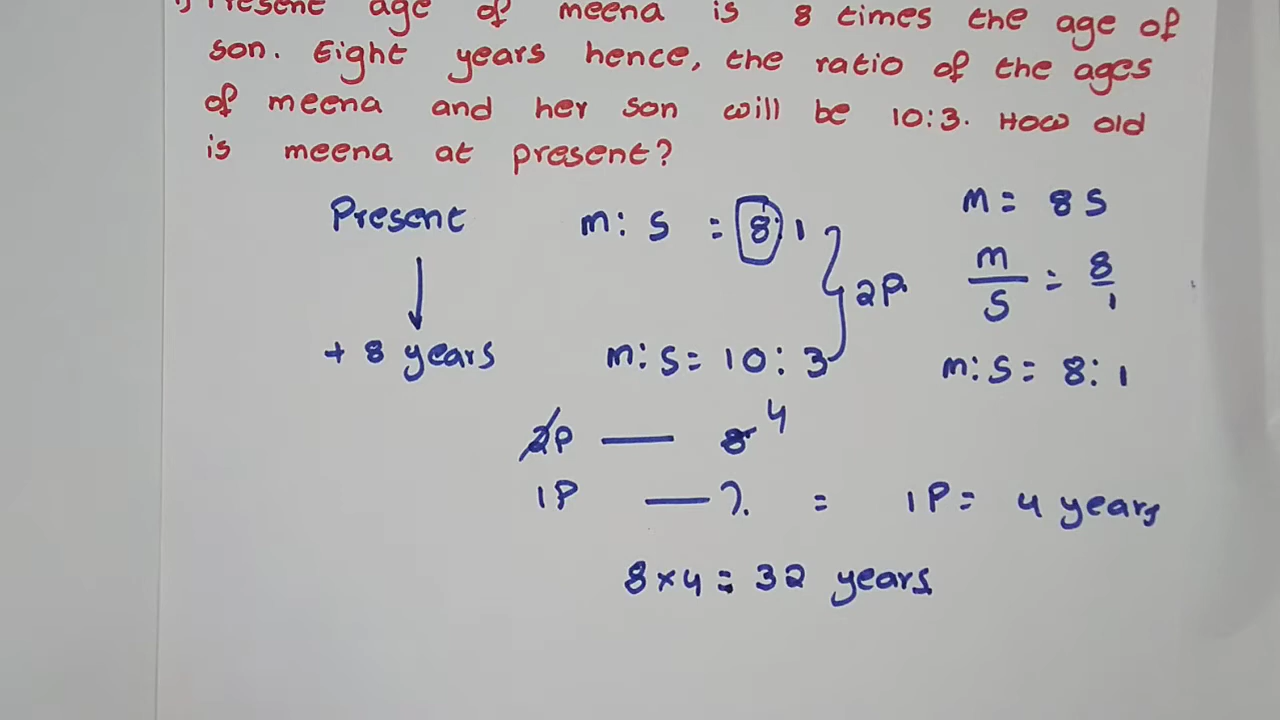 1) Present age of meena is 8 times the age of
son. Eight years hence, the ratio of the ages
of meena and her son will be 10:3. How old
is meena at present?
Present m: S = 8:1 m = 8S
} 2P. m/S = 8/1
+ 8 years m:S = 10:3 m:S = 8:1
2P — 8 4
1P — ?. = 1P = 4 years
8×4 = 32 years